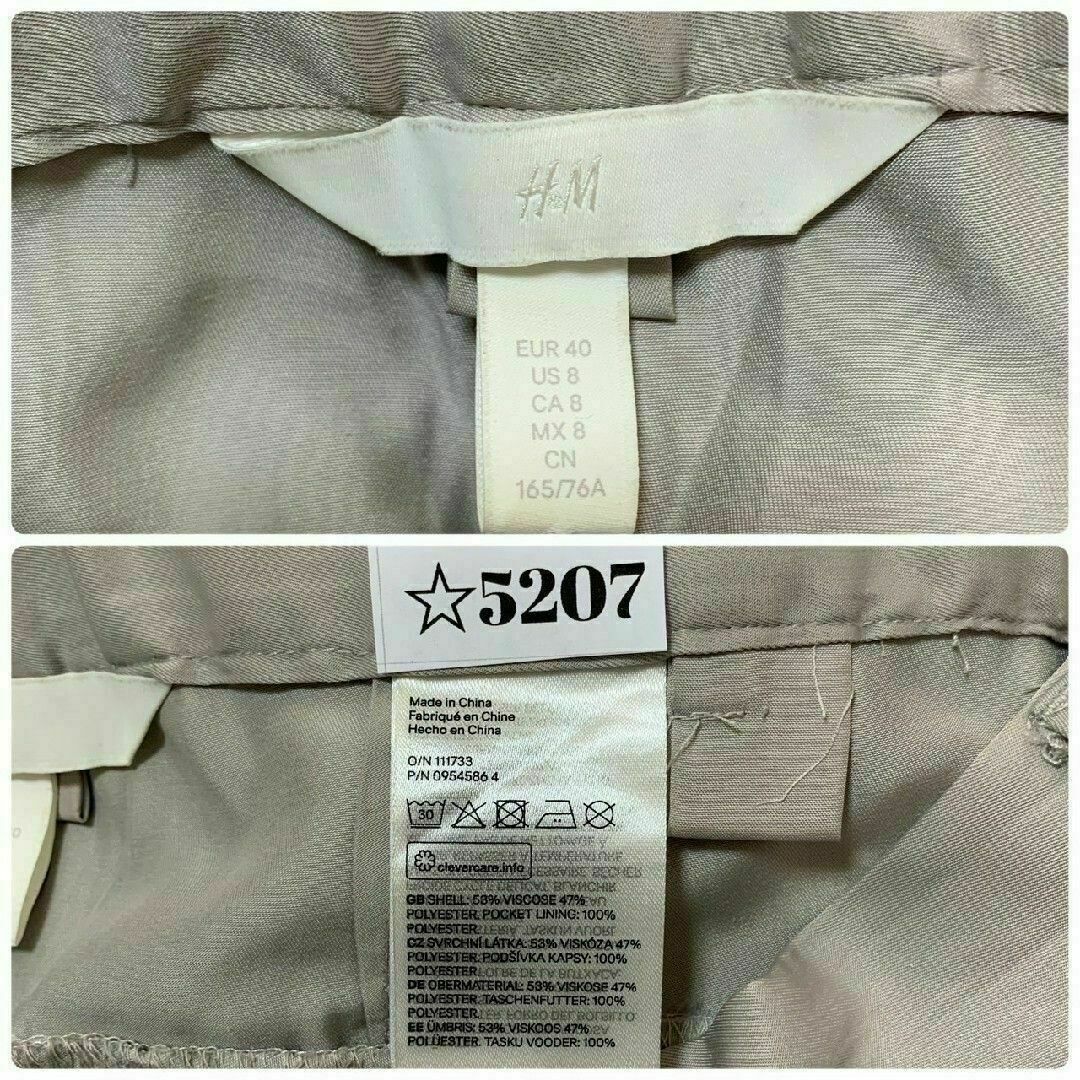 H&M
EUR 40
US 8
CA 8
MX 8
CN
165/76A
☆5207
Made in China
Fabriqué en Chine
Hecho en China
O/N 111733
P/N 0954586 4
30
clevercare.info
GB SHELL: 53% VISCOSE 47%
POLYESTER. POCKET LINING: 100%
POLYESTER
CZ SVRCHNÍ LÁTKA: 53% VISKÓZA 47%
POLYESTER. PODŠÍVKA KAPSY: 100%
POLYESTER
DE OBERMATERIAL: 53% VISKOSE 47%
POLYESTER. TASCHENFUTTER: 100%
POLYESTER
EE ÜMBRIS: 53% VISKOOS 47%
POLÜESTER. TASKU VOODER: 100%